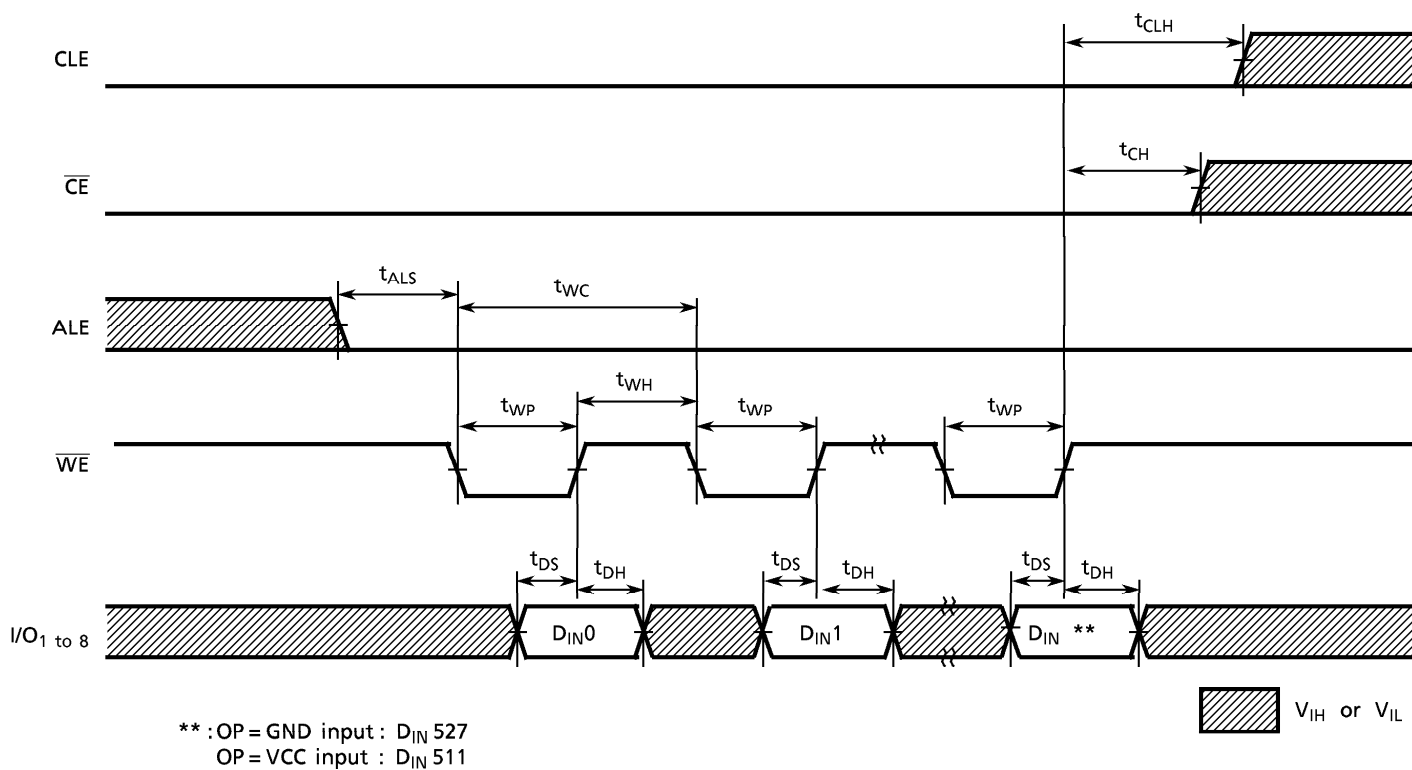 CLE
tCLH
CE
tCH
ALE
tALS
tWC
WE
tWP
tWH
tWP
tWP
I/O1 to 8
tDS
tDH
tDS
tDH
tDS
tDH
DIN0
DIN1
DIN **
VIH or VIL
** : OP = GND input : DIN 527
OP = VCC input : DIN 511